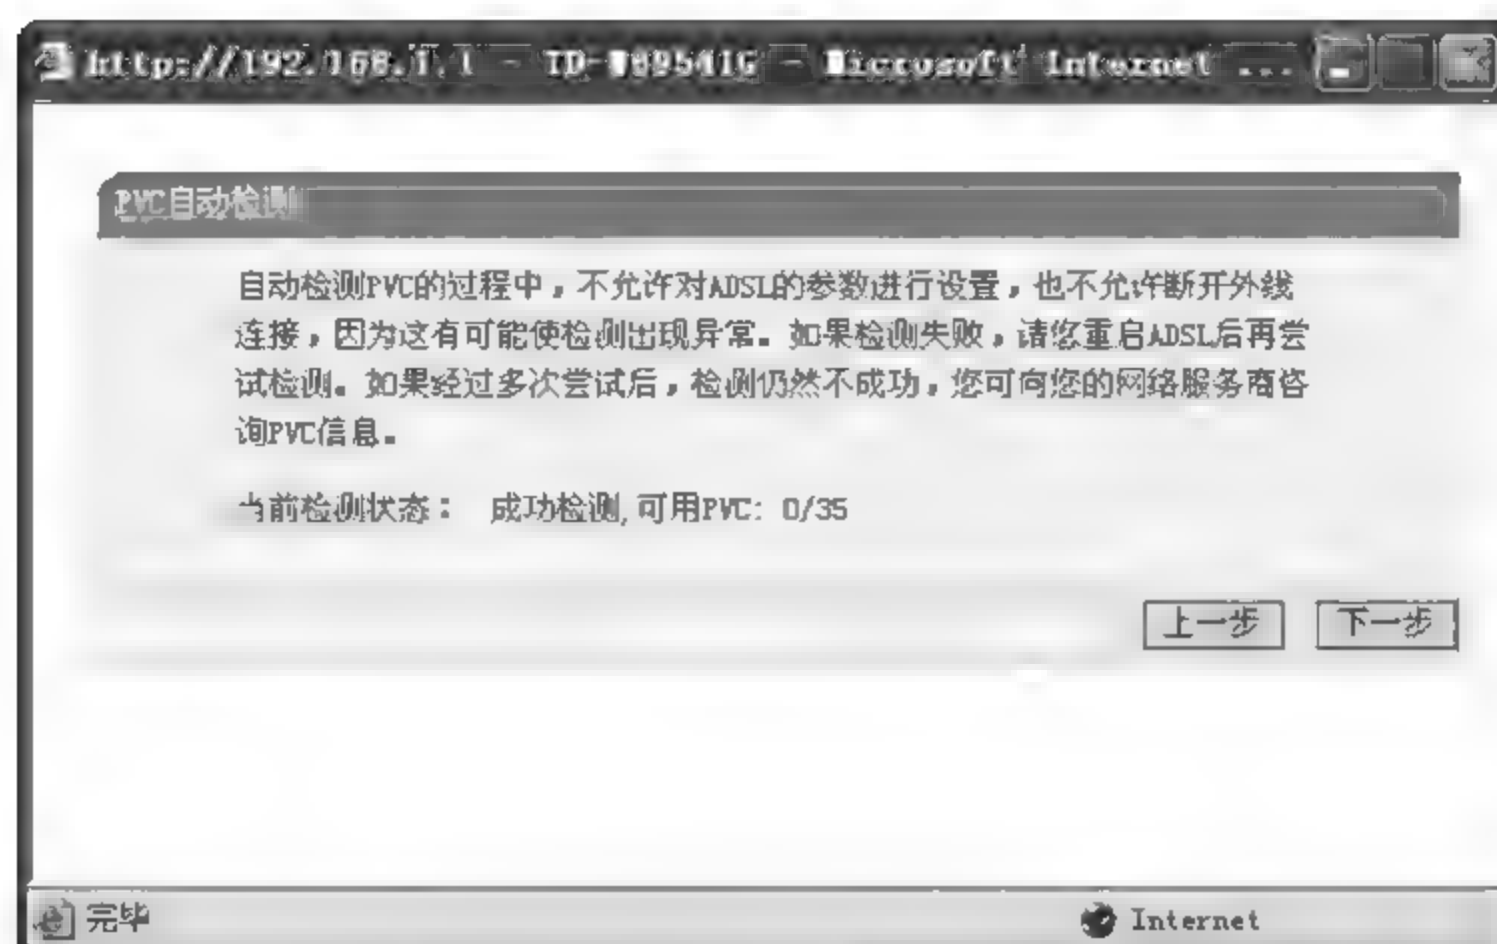 http://192.168.1.1 - TD-W89541G - Microsoft Internet ...
PVC自动检测
自动检测PVC的过程中，不允许对ADSL的参数进行设置，也不允许断开外线
连接，因为这有可能使检测出现异常。如果检测失败，请您重启ADSL后再尝
试检测。如果经过多次尝试后，检测仍然不成功，您可向您的网络服务商咨
询PVC信息。
当前检测状态： 成功检测,可用PVC: 0/35
上一步 下一步
完毕 Internet